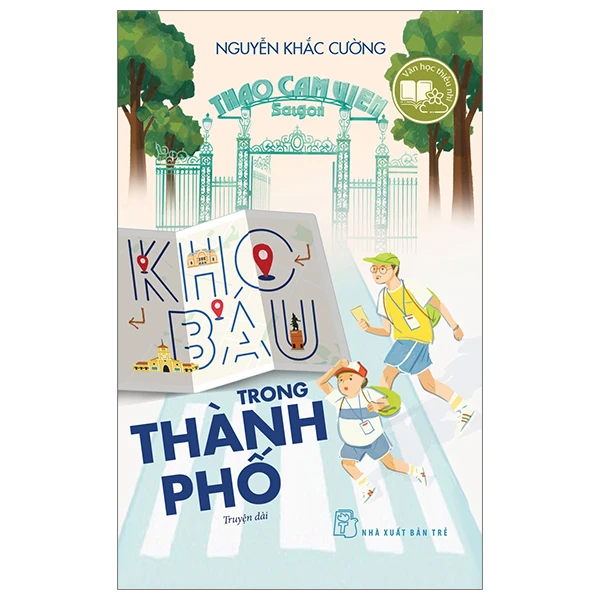 NGUYỄN KHẮC CƯỜNG
THẢO CẦM VIÊN
Saigon
Văn học thiếu nhi
KHO
BÁU
TRONG
THÀNH
PHỐ
Truyện dài
NHÀ XUẤT BẢN TRẺ